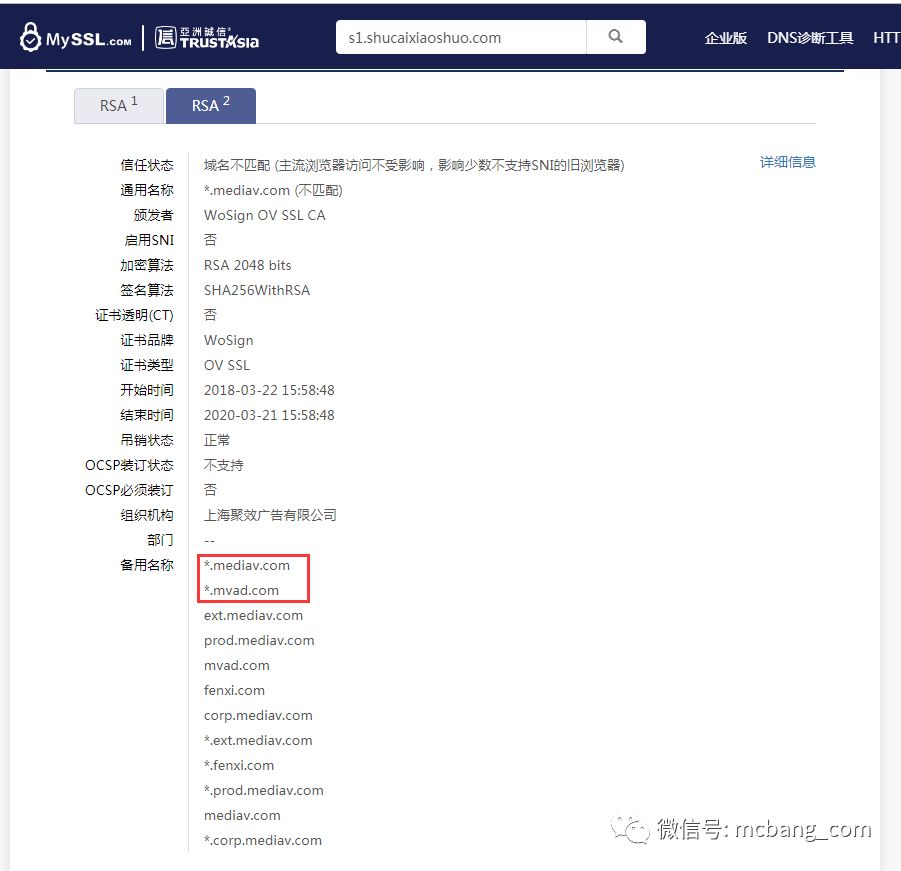 MySSL.COM 亞洲誠信® TRUSTASIA s1.shucaixiaoshuo.com 企业版 DNS诊断工具 HTT
RSA 1 RSA 2
信任状态 域名不匹配 (主流浏览器访问不受影响，影响少数不支持SNI的旧浏览器) 详细信息
通用名称 *.mediav.com (不匹配)
颁发者 WoSign OV SSL CA
启用SNI 否
加密算法 RSA 2048 bits
签名算法 SHA256WithRSA
证书透明(CT) 否
证书品牌 WoSign
证书类型 OV SSL
开始时间 2018-03-22 15:58:48
结束时间 2020-03-21 15:58:48
吊销状态 正常
OCSP装订状态 不支持
OCSP必须装订 否
组织机构 上海聚效广告有限公司
部门 --
备用名称 *.mediav.com
*.mvad.com
ext.mediav.com
prod.mediav.com
mvad.com
fenxi.com
corp.mediav.com
*.ext.mediav.com
*.fenxi.com
*.prod.mediav.com
mediav.com
*.corp.mediav.com
微信号: mcbang_com